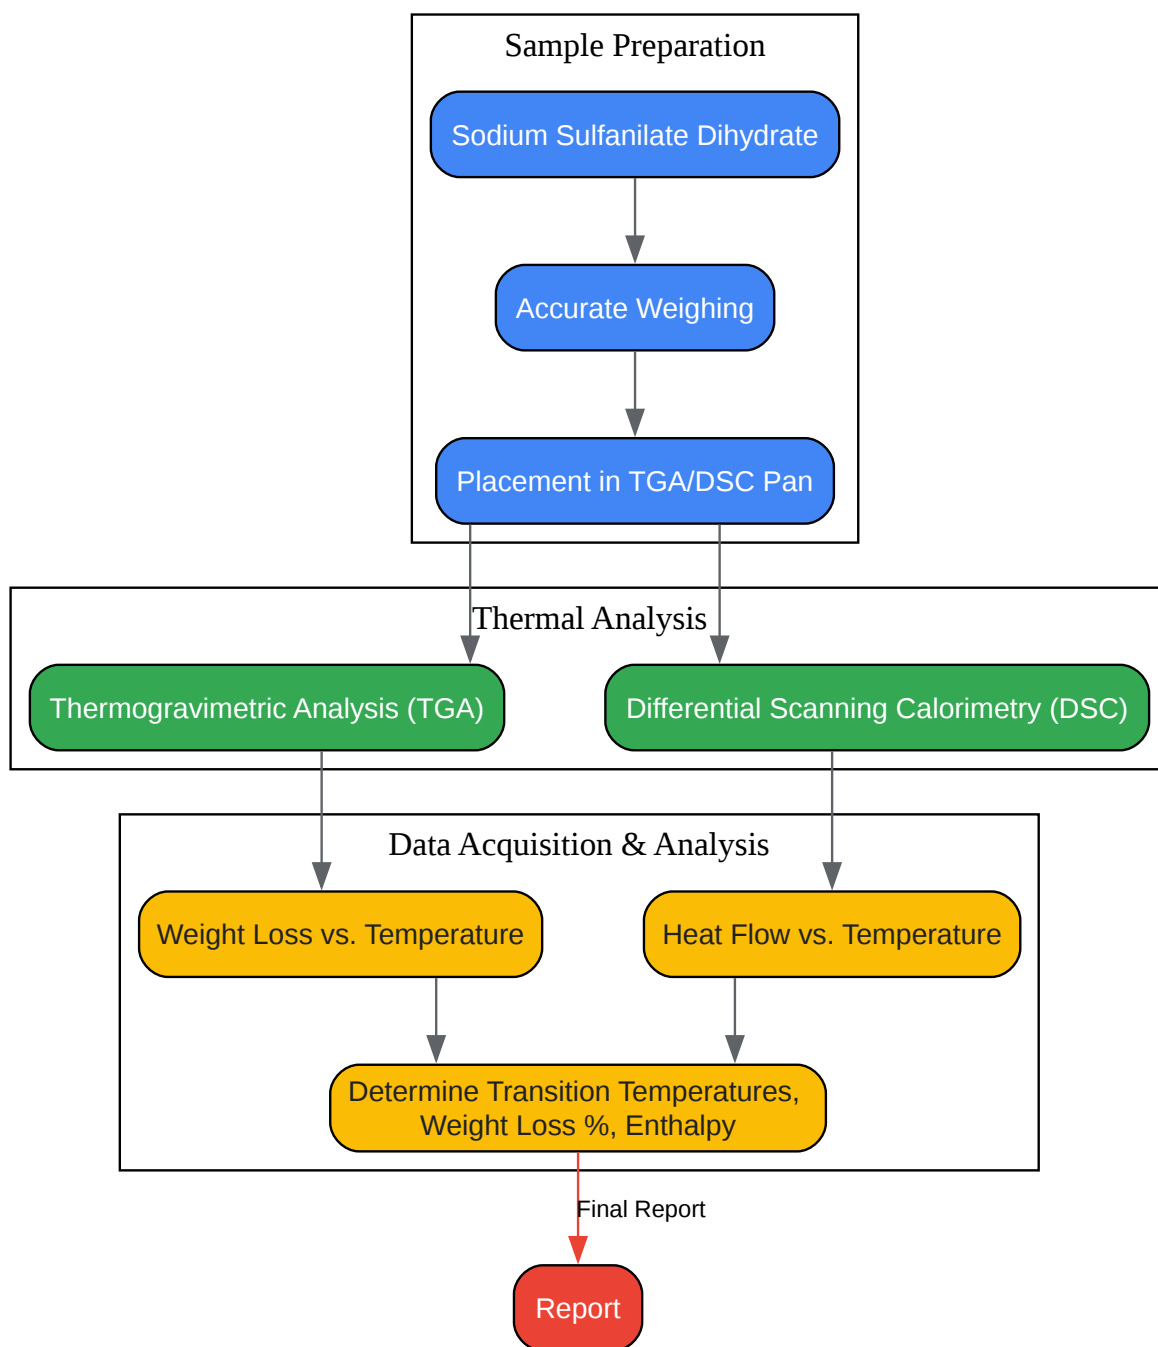 Sample Preparation
Sodium Sulfanilate Dihydrate
Accurate Weighing
Placement in TGA/DSC Pan
Thermal Analysis
Thermogravimetric Analysis (TGA)
Differential Scanning Calorimetry (DSC)
Data Acquisition & Analysis
Weight Loss vs. Temperature
Heat Flow vs. Temperature
Determine Transition Temperatures,
Weight Loss %, Enthalpy
Final Report
Report